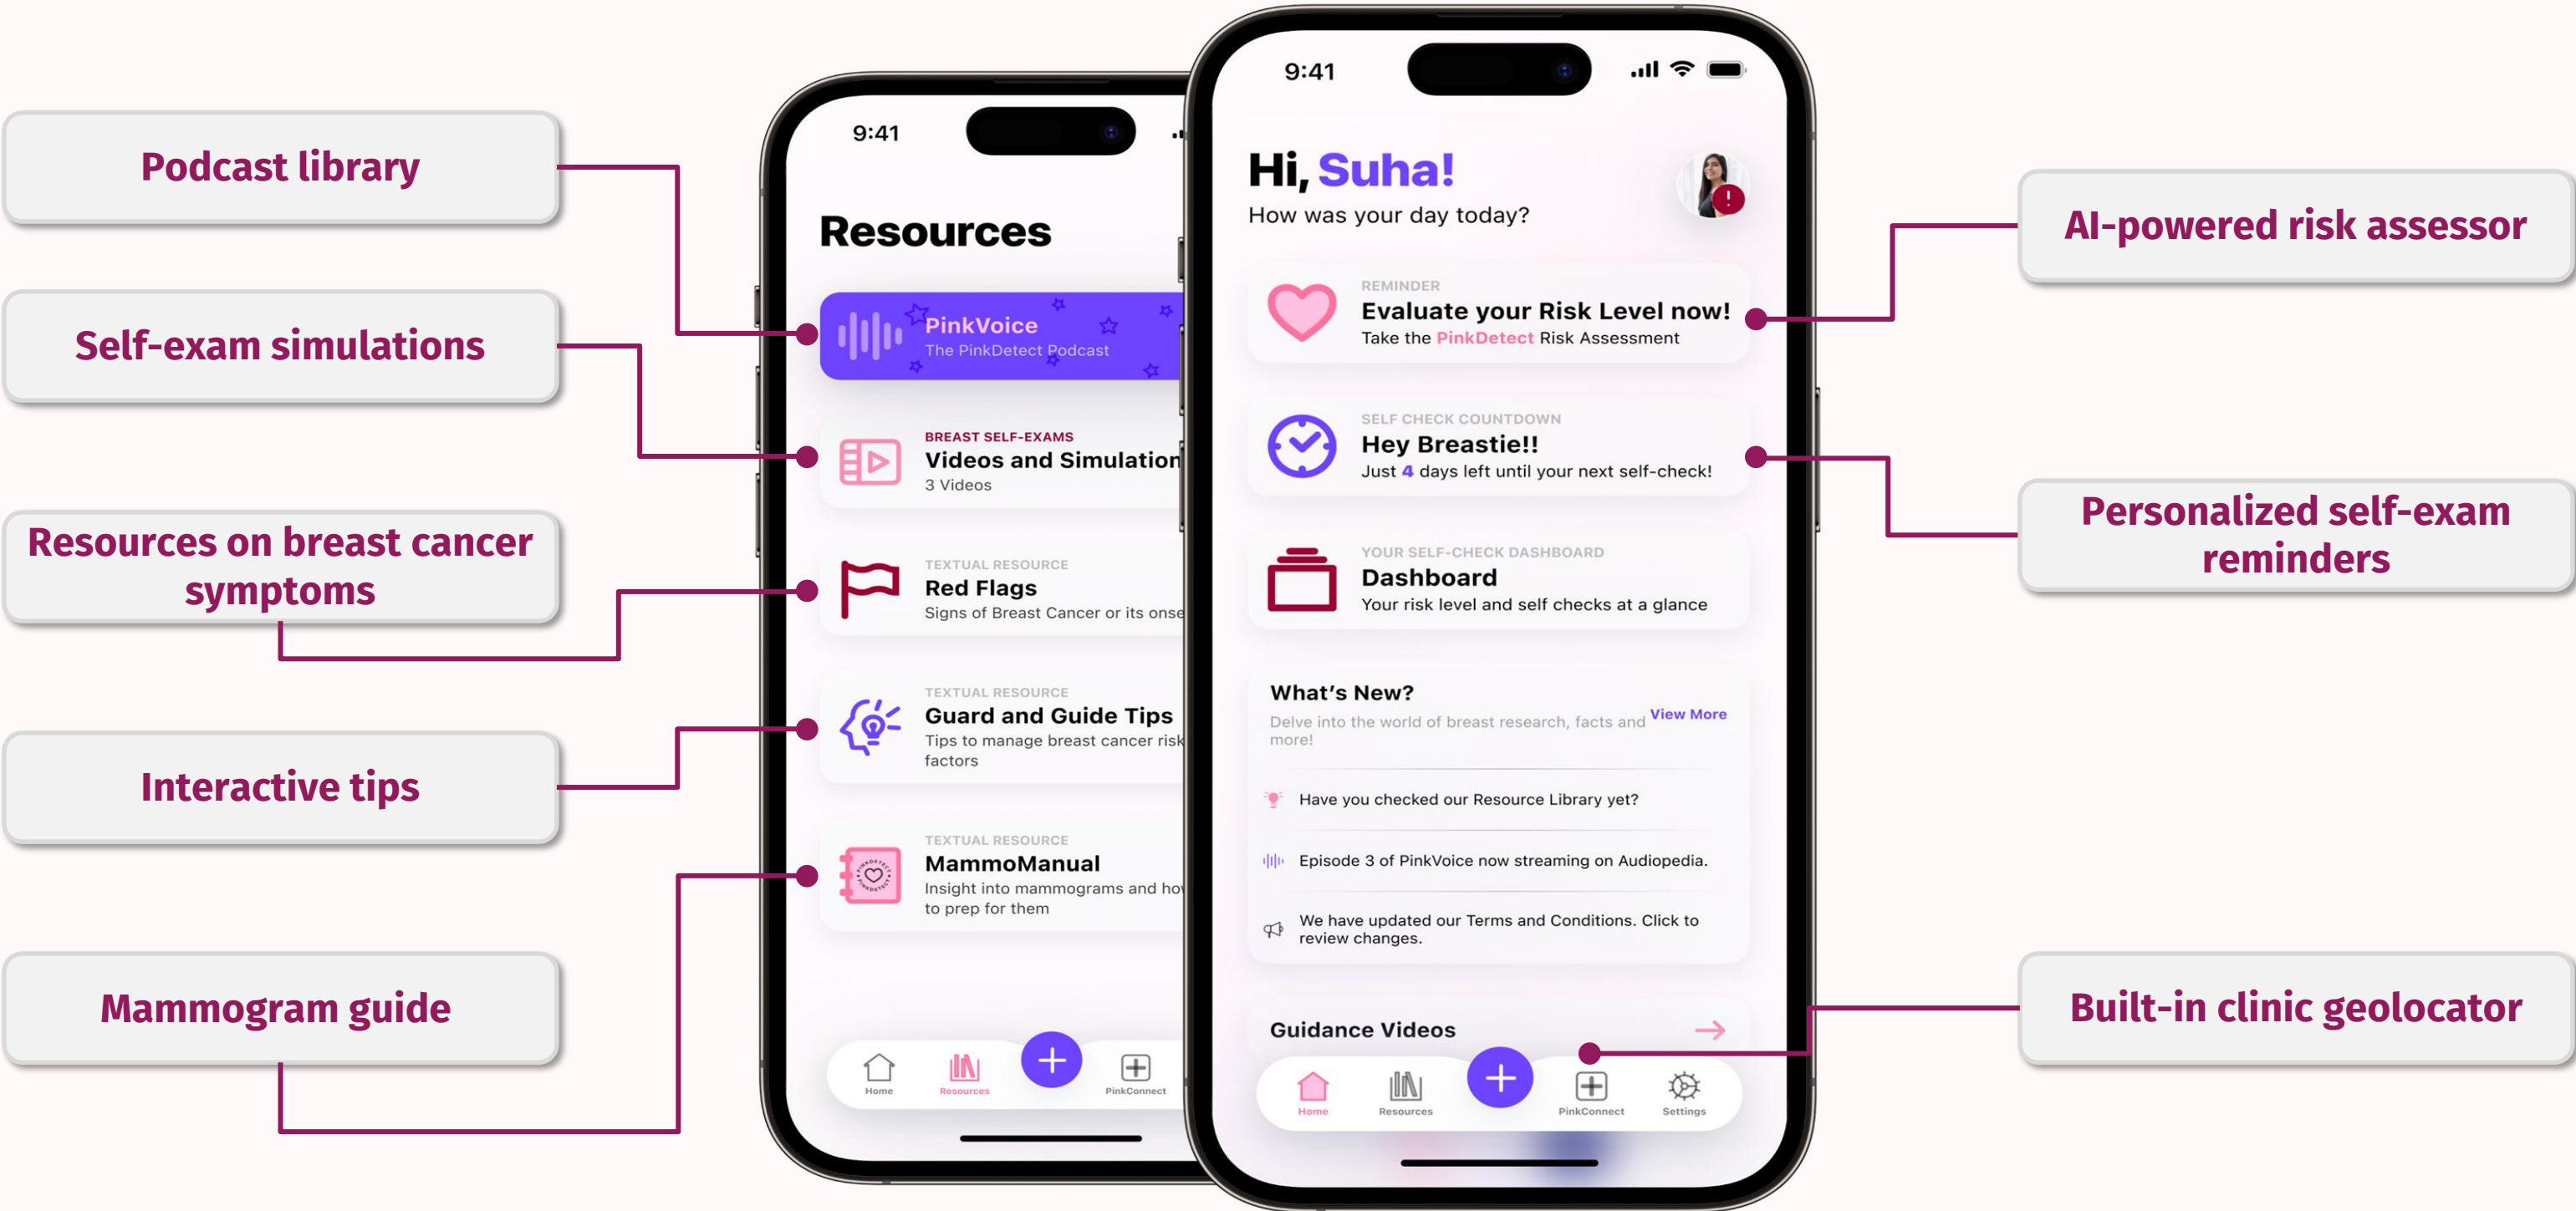 Podcast library
Self-exam simulations
Resources on breast cancer
symptoms
Interactive tips
Mammogram guide
9:41
Resources
PinkVoice
The PinkDetect Podcast
BREAST SELF-EXAMS
Videos and Simulation
3 Videos
TEXTUAL RESOURCE
Red Flags
Signs of Breast Cancer or its onse
TEXTUAL RESOURCE
Guard and Guide Tips
Tips to manage breast cancer risk
factors
TEXTUAL RESOURCE
MammoManual
Insight into mammograms and how
to prep for them
Home
Resources
PinkConnect
9:41
Hi, Suha!
How was your day today?
REMINDER
Evaluate your Risk Level now!
Take the PinkDetect Risk Assessment
SELF CHECK COUNTDOWN
Hey Breastie!!
Just 4 days left until your next self-check!
YOUR SELF-CHECK DASHBOARD
Dashboard
Your risk level and self checks at a glance
What's New?
Delve into the world of breast research, facts and
more!
View More
Have you checked our Resource Library yet?
Episode 3 of PinkVoice now streaming on Audiopedia.
We have updated our Terms and Conditions. Click to
review changes.
Guidance Videos
Home
Resources
PinkConnect
Settings
AI-powered risk assessor
Personalized self-exam
reminders
Built-in clinic geolocator